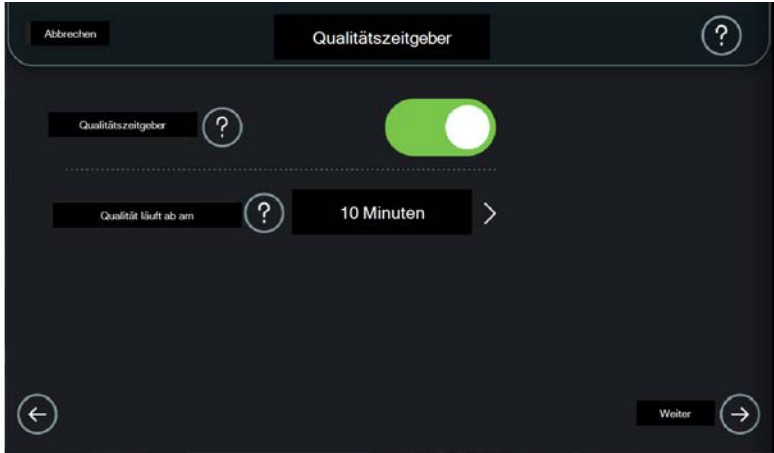 Abbrechen
Qualitätszeitgeber
?
Qualitätszeitgeber ?
Qualität läuft ab am ? 10 Minuten
Weiter